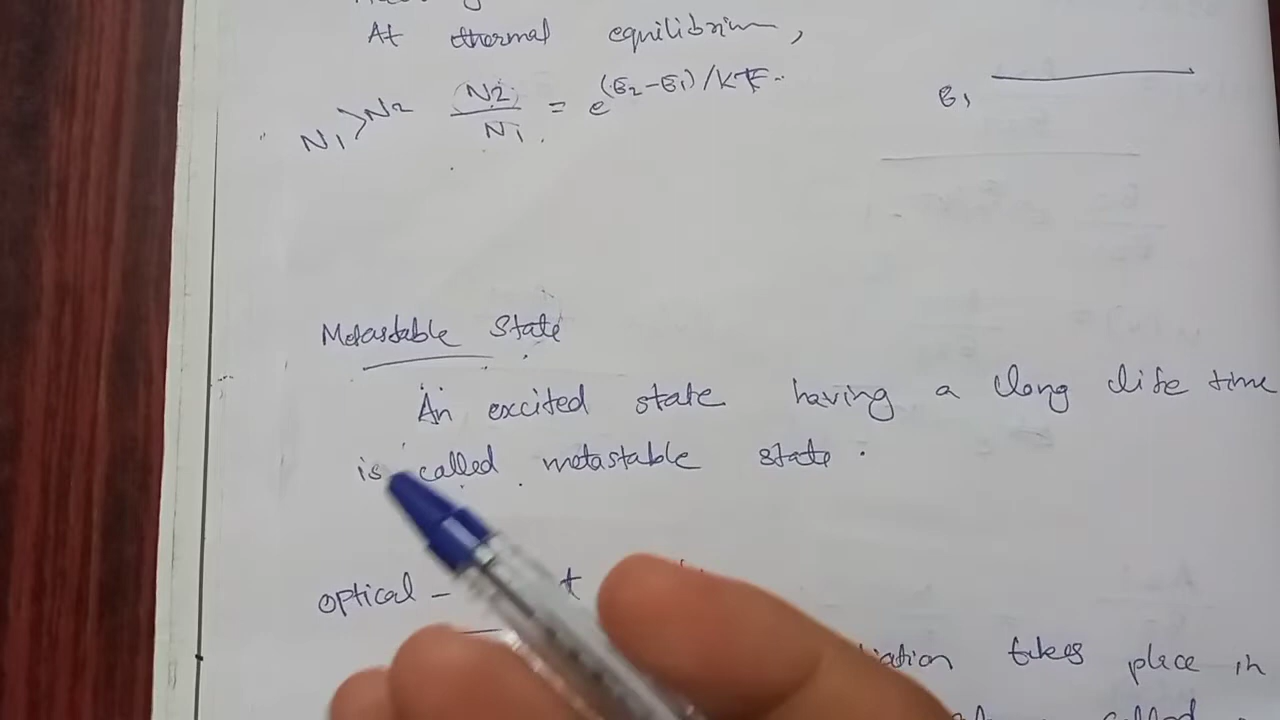 At thermal equilibrium,
N1 > N2 N2/N1 = e^(E2-E1)/KT
E1
Metastable State
An excited state having a long life time
is called metastable state.
optical -
takes place in
called